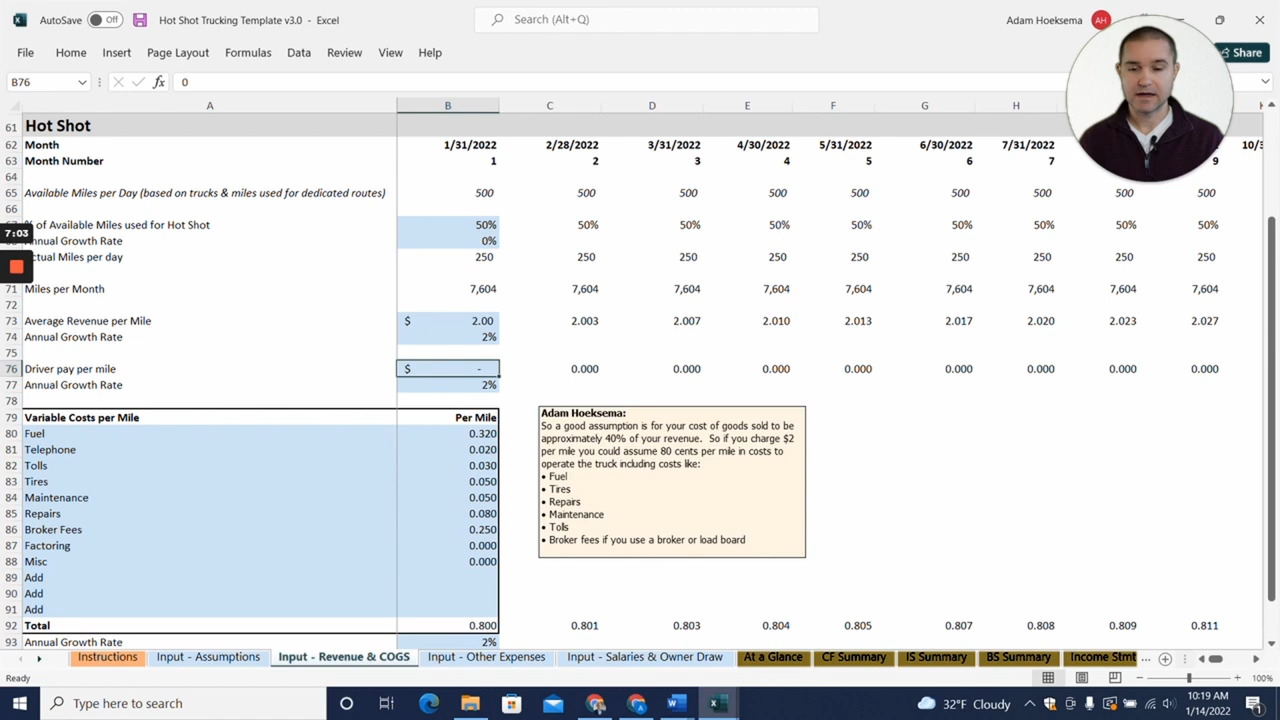 AutoSave Off Hot Shot Trucking Template v3.0 - Excel Search (Alt+Q) Adam Hoeksema AH
File Home Insert Page Layout Formulas Data Review View Help Share
B76 fx 0
A B C D E F G H
61 Hot Shot
62 Month 1/31/2022 2/28/2022 3/31/2022 4/30/2022 5/31/2022 6/30/2022 7/31/2022
63 Month Number 1 2 3 4 5 6 7 9
64
65 Available Miles per Day (based on trucks & miles used for dedicated routes) 500 500 500 500 500 500 500 500 500
66
% of Available Miles used for Hot Shot 50% 50% 50% 50% 50% 50% 50% 50% 50%
7:03
Annual Growth Rate 0%
Actual Miles per day 250 250 250 250 250 250 250 250 250
71 Miles per Month 7,604 7,604 7,604 7,604 7,604 7,604 7,604 7,604 7,604
72
73 Average Revenue per Mile $ 2.00 2.003 2.007 2.010 2.013 2.017 2.020 2.023 2.027
74 Annual Growth Rate 2%
75
76 Driver pay per mile $ - 0.000 0.000 0.000 0.000 0.000 0.000 0.000 0.000
77 Annual Growth Rate 2%
78
79 Variable Costs per Mile Per Mile
80 Fuel 0.320
81 Telephone 0.020
82 Tolls 0.030
83 Tires 0.050
84 Maintenance 0.050
85 Repairs 0.080
86 Broker Fees 0.250
87 Factoring 0.000
88 Misc 0.000
89 Add
90 Add
91 Add
92 Total 0.800 0.801 0.803 0.804 0.805 0.807 0.808 0.809 0.811
93 Annual Growth Rate 2%
Adam Hoeksema:
So a good assumption is for your cost of goods sold to be
approximately 40% of your revenue. So if you charge $2
per mile you could assume 80 cents per mile in costs to
operate the truck including costs like:
• Fuel
• Tires
• Repairs
• Maintenance
• Tolls
• Broker fees if you use a broker or load board
Instructions Input - Assumptions Input - Revenue & COGS Input - Other Expenses Input - Salaries & Owner Draw At a Glance CF Summary IS Summary BS Summary Income Stmt ...
Ready 100%
Type here to search 32°F Cloudy 10:19 AM
1/14/2022 1